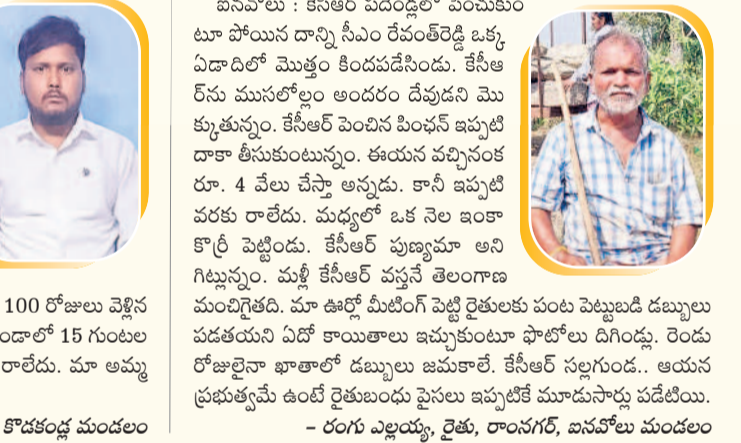 100 రోజులు వెళ్లిన
ండాలో 15 గుంటల
రాలేదు. మా అమ్మ
కొడకండ్ల మండలం
ఐనవోలు : కేసీఆర్ పదేండ్లలో పెంచుకుం
టూ పోయిన దాన్ని సీఎం రేవంత్‌రెడ్డి ఒక్క
ఏడాదిలో మొత్తం కిందపడేసిండు. కేసీఆ
ర్‌ను ముసలోల్లం అందరం దేవుడని మొ
క్కుతున్నం. కేసీఆర్ పెంచిన పింఛన్ ఇప్పటి
దాకా తీసుకుంటున్నం. ఈయన వచ్చినంక
రూ. 4 వేలు చేస్తా అన్నడు. కానీ ఇప్పటి
వరకు రాలేదు. మధ్యలో ఒక నెల ఇంకా
కొర్రీ పెట్టిండు. కేసీఆర్ పుణ్యమా అని
గిట్లున్నం. మళ్లీ కేసీఆర్ వస్తనే తెలంగాణ
మంచిగైతది. మా ఊర్లో మీటింగ్ పెట్టి రైతులకు పంట పెట్టుబడి డబ్బులు
పడతయని ఏదో కాయితాలు ఇచ్చుకుంటూ ఫొటోలు దిగిండ్లు. రెండు
రోజులైనా ఖాతాలో డబ్బులు జమకాలే. కేసీఆర్ సల్లగుండ.. ఆయన
ప్రభుత్వమే ఉంటే రైతుబంధు పైసలు ఇప్పటికే మూడుసార్లు పడేటియి.
– రంగు ఎల్లయ్య, రైతు, రాంనగర్, ఐనవోలు మండలం